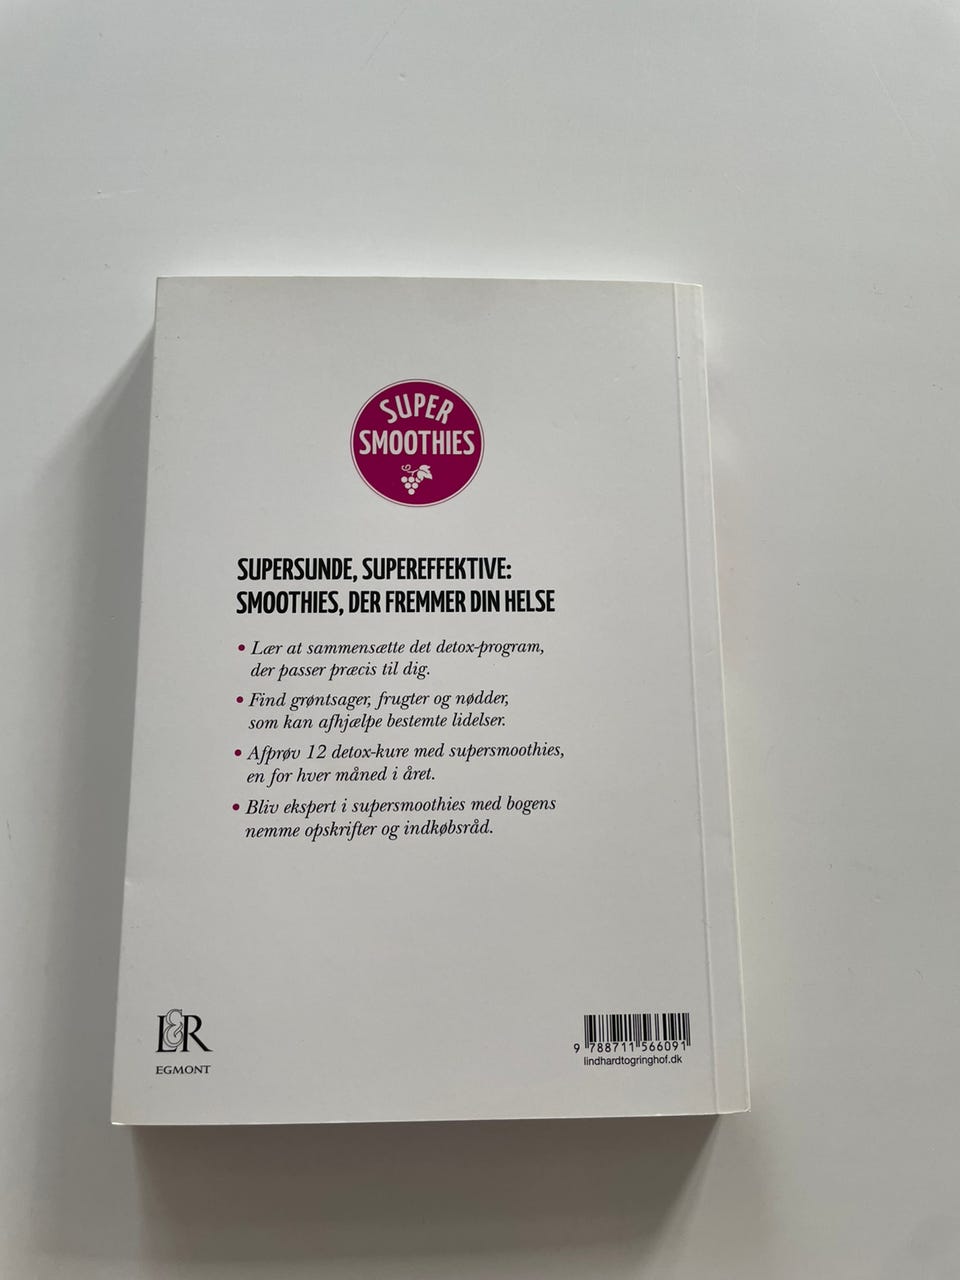 SUPER
SMOOTHIES
SUPERSUNDE, SUPEREFFEKTIVE:
SMOOTHIES, DER FREMMER DIN HELSE
• Lær at sammensætte det detox-program,
der passer præcis til dig.
• Find grøntsager, frugter og nødder,
som kan afhjælpe bestemte lidelser.
• Afprøv 12 detox-kure med supersmoothies,
en for hver måned i året.
• Bliv ekspert i supersmoothies med bogens
nemme opskrifter og indkøbsråd.
L&R
EGMONT
9 788711 566091
lindhardtogringhof.dk